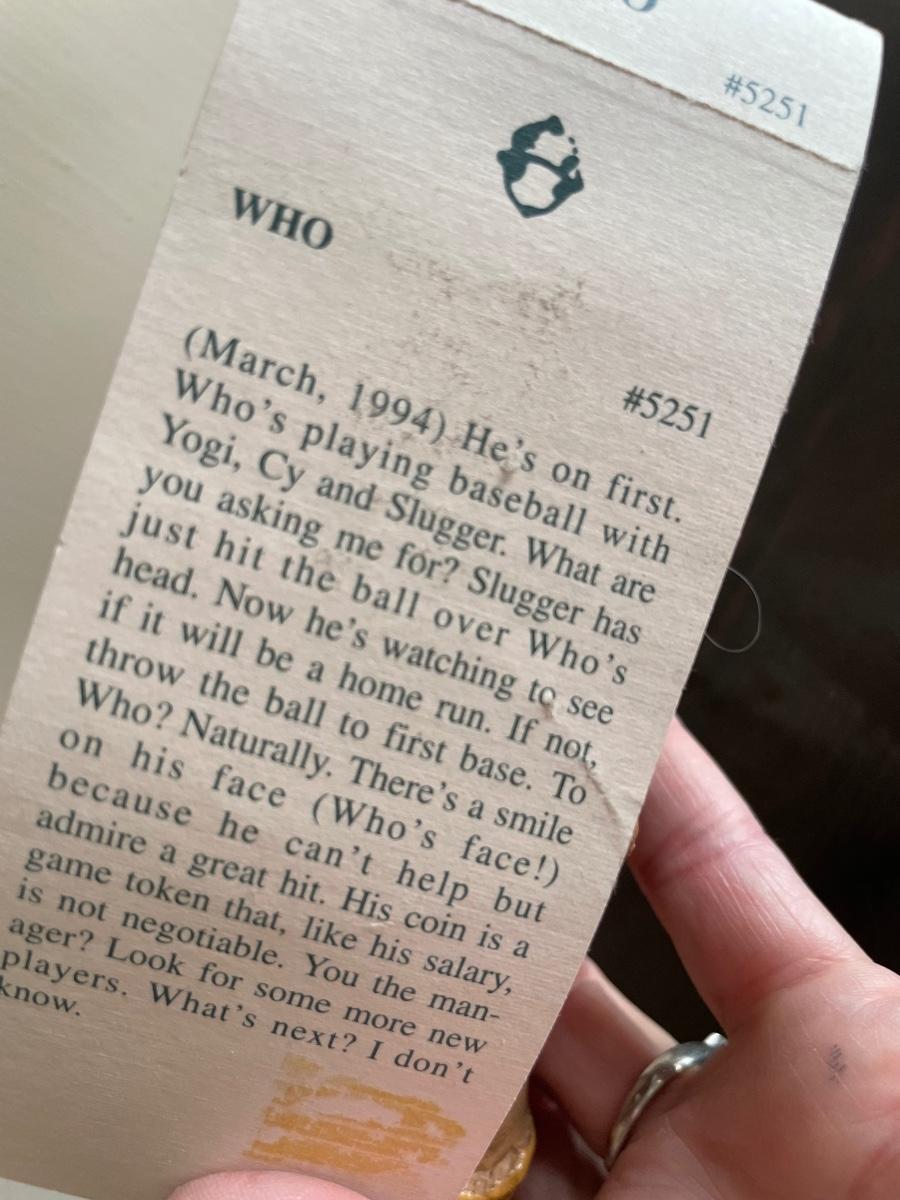 #5251
WHO
#5251
(March, 1994) He's on first.
Who's playing baseball with
Yogi, Cy and Slugger. What are
you asking me for? Slugger has
just hit the ball over Who's
head. Now he's watching to see
if it will be a home run. If not,
throw the ball to first base. To
Who? Naturally. There's a smile
on his face (Who's face!)
because he can't help but
admire a great hit. His coin is a
game token that, like his salary,
is not negotiable. You the man-
ager? Look for some more new
players. What's next? I don't
know.